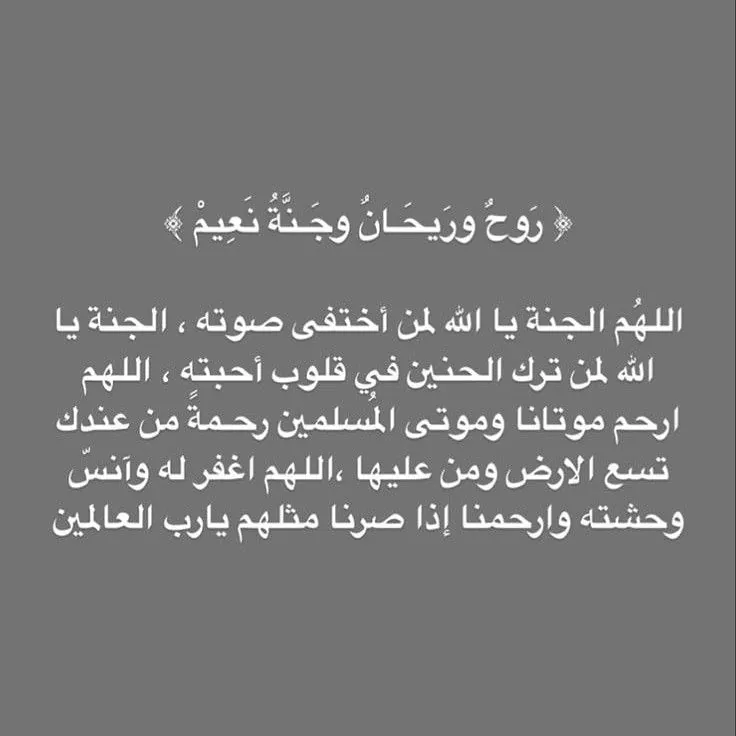 ﴿ رَوحٌ ورَيحَـانٌ وجَـنَّةُ نَعِيمْ ﴾
اللهُم الجنة يا الله لمن أختفى صوته ، الجنة يا
الله لمن ترك الحنين في قلوب أحبته ، اللهم
ارحم موتانا وموتى المُسلمين رحمةً من عندك
تسع الارض ومن عليها ،اللهم اغفر له وآنسّ
وحشته وارحمنا إذا صرنا مثلهم يارب العالمين